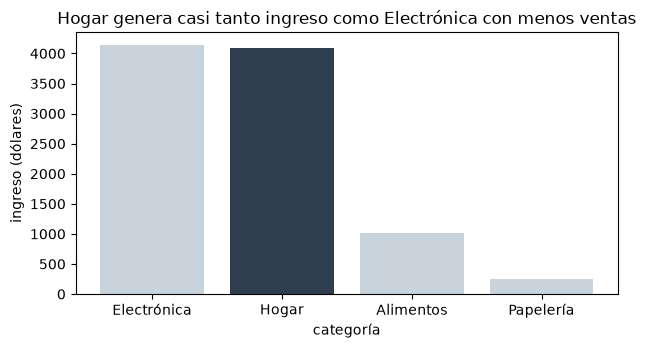 Hogar genera casi tanto ingreso como Electrónica con menos ventas
ingreso (dólares)
4000
3500
3000
2500
2000
1500
1000
500
0
Electrónica
Hogar
Alimentos
Papelería
categoría